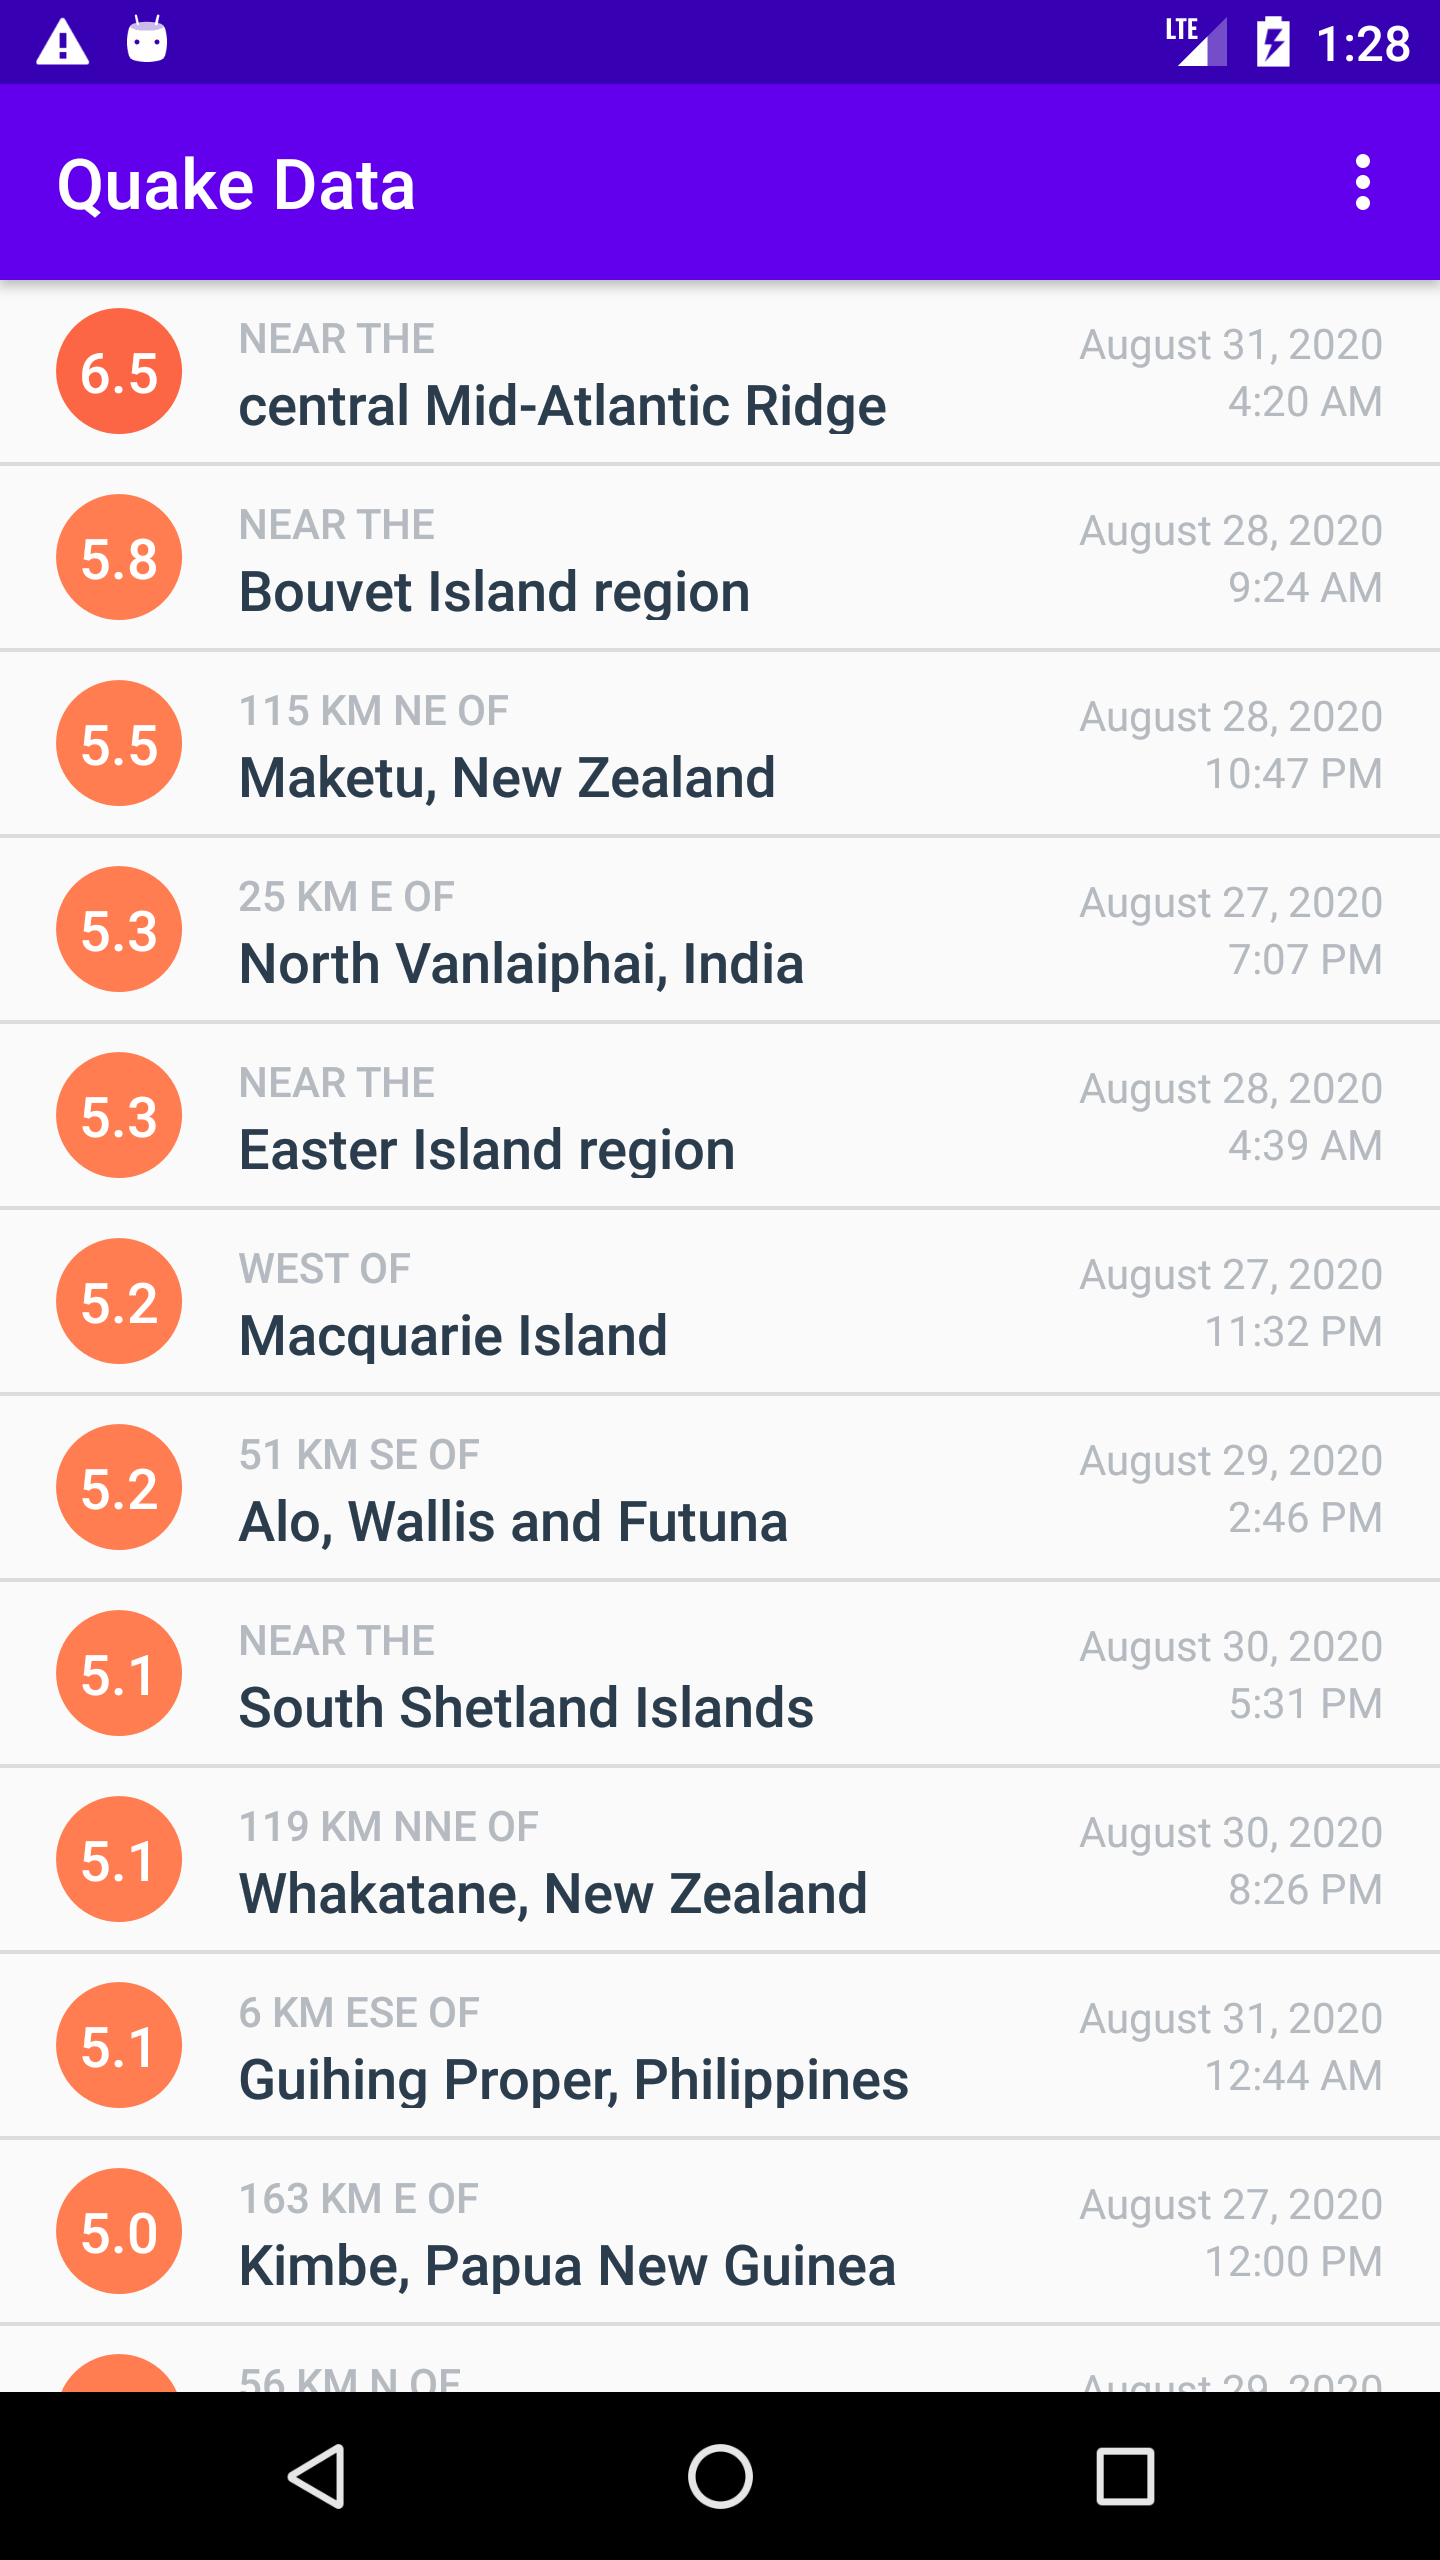 LTE 1:28
Quake Data
6.5
NEAR THE
central Mid-Atlantic Ridge
August 31, 2020
4:20 AM
5.8
NEAR THE
Bouvet Island region
August 28, 2020
9:24 AM
5.5
115 KM NE OF
Maketu, New Zealand
August 28, 2020
10:47 PM
5.3
25 KM E OF
North Vanlaiphai, India
August 27, 2020
7:07 PM
5.3
NEAR THE
Easter Island region
August 28, 2020
4:39 AM
5.2
WEST OF
Macquarie Island
August 27, 2020
11:32 PM
5.2
51 KM SE OF
Alo, Wallis and Futuna
August 29, 2020
2:46 PM
5.1
NEAR THE
South Shetland Islands
August 30, 2020
5:31 PM
5.1
119 KM NNE OF
Whakatane, New Zealand
August 30, 2020
8:26 PM
5.1
6 KM ESE OF
Guihing Proper, Philippines
August 31, 2020
12:44 AM
5.0
163 KM E OF
Kimbe, Papua New Guinea
August 27, 2020
12:00 PM
56 KM N OF
August 29, 2020